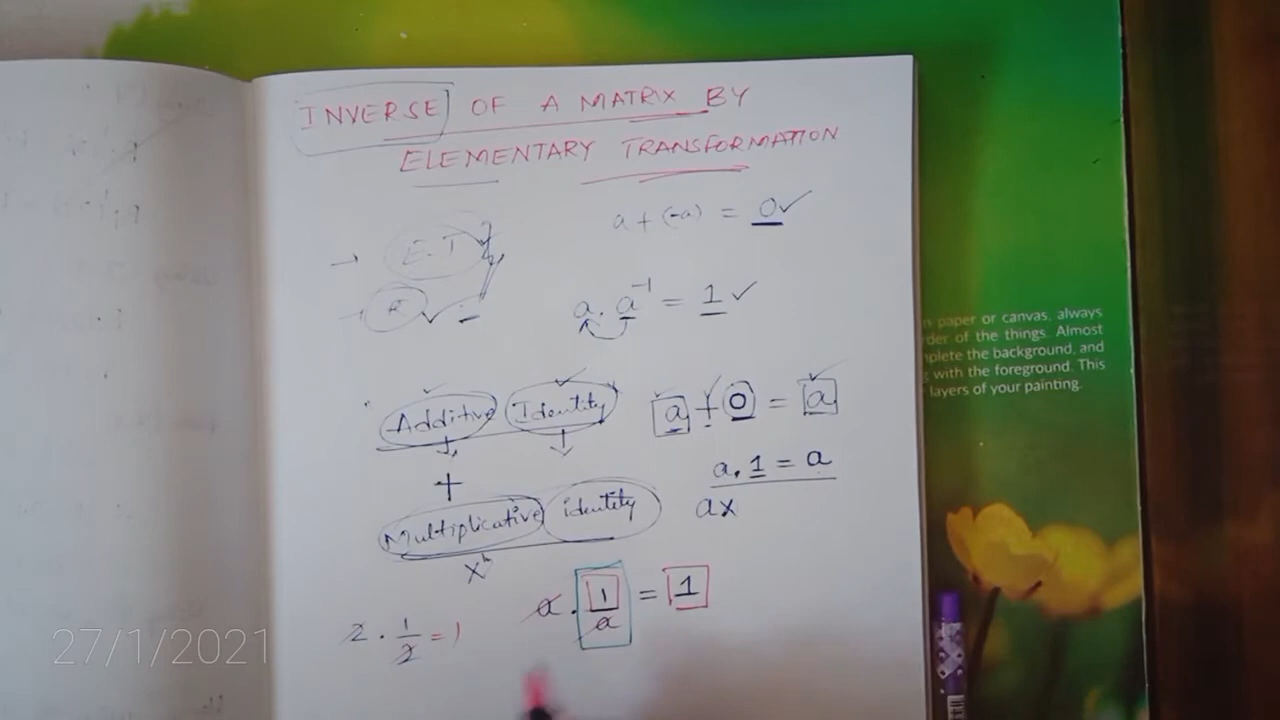 INVERSE OF A MATRIX BY
ELEMENTARY TRANSFORMATION
a + (-a) = 0 ✓
→ E.T
→ R ✓
a . a⁻¹ = 1 ✓
Additive Identity
a + 0 = a
+
a . 1 = a
Multiplicative identity
ax
x
a . 1/a = 1
2 . 1/2 = 1
27/1/2021
paper or canvas, always
der of the things. Almost
plete the background, and
with the foreground. This
layers of your painting.